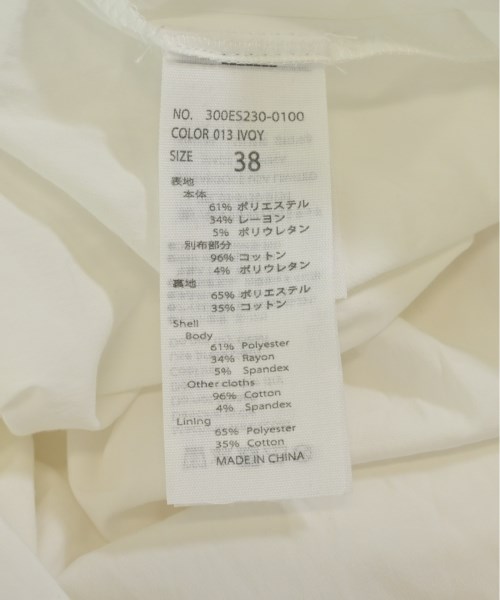 NO. 300ES230-0100
COLOR 013 IVOY
SIZE 38
表地
本体
61% ポリエステル
34% レーヨン
5% ポリウレタン
別布部分
96% コットン
4% ポリウレタン
裏地
65% ポリエステル
35% コットン
Shell
Body
61% Polyester
34% Rayon
5% Spandex
Other cloths
96% Cotton
4% Spandex
Lining
65% Polyester
35% Cotton
MADE IN CHINA